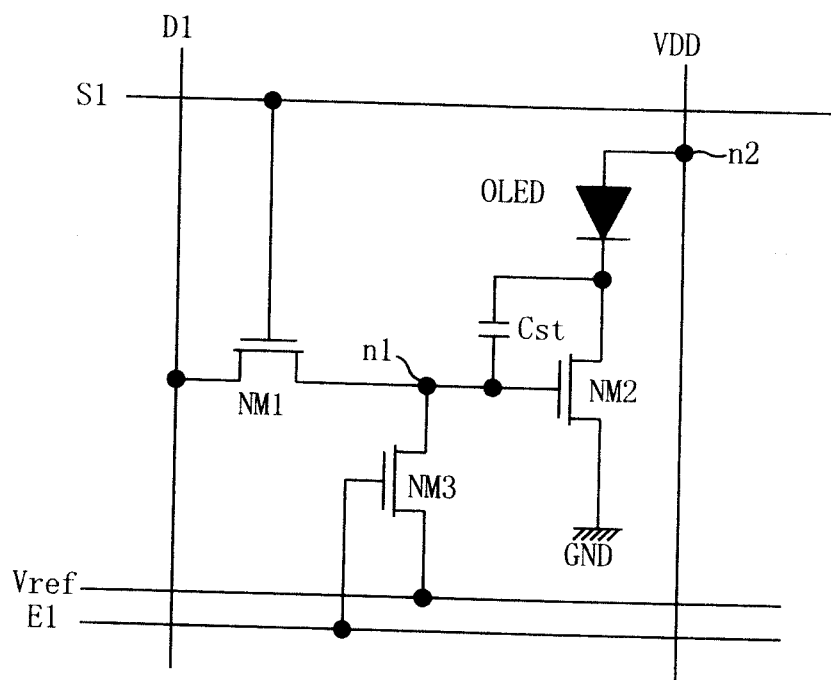 D1
VDD
S1
n2
OLED
Cst
n1
NM1
NM2
NM3
GND
Vref
E1